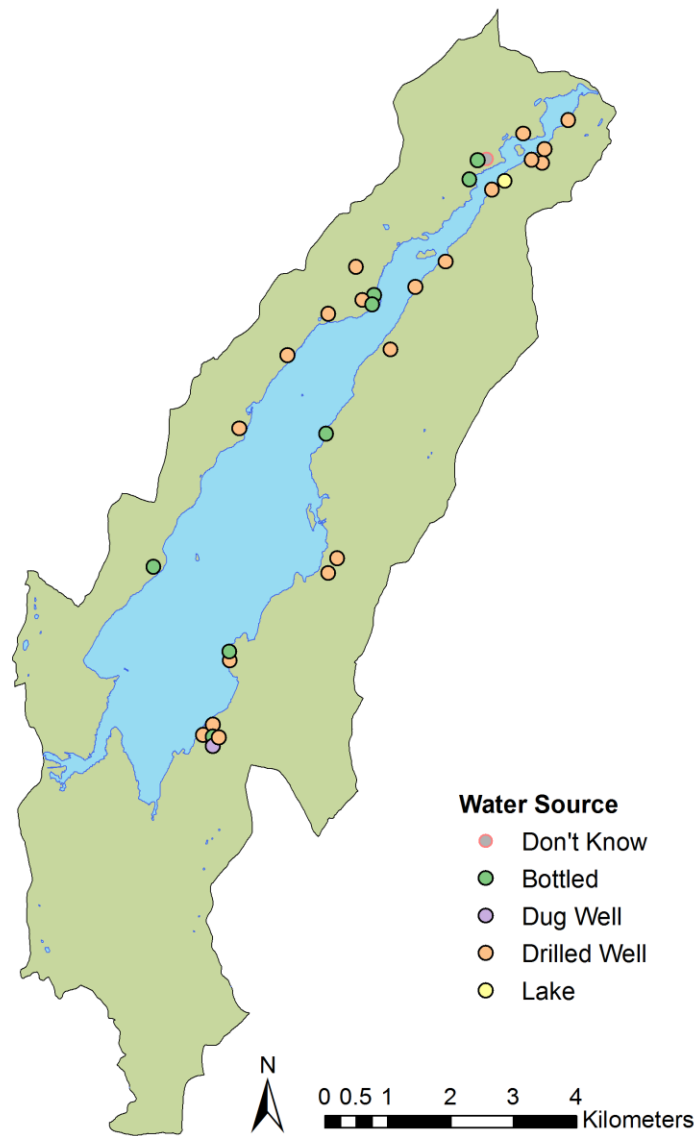 Water Source
Don't Know
Bottled
Dug Well
Drilled Well
Lake
N
0 0.5 1 2 3 4
Kilometers